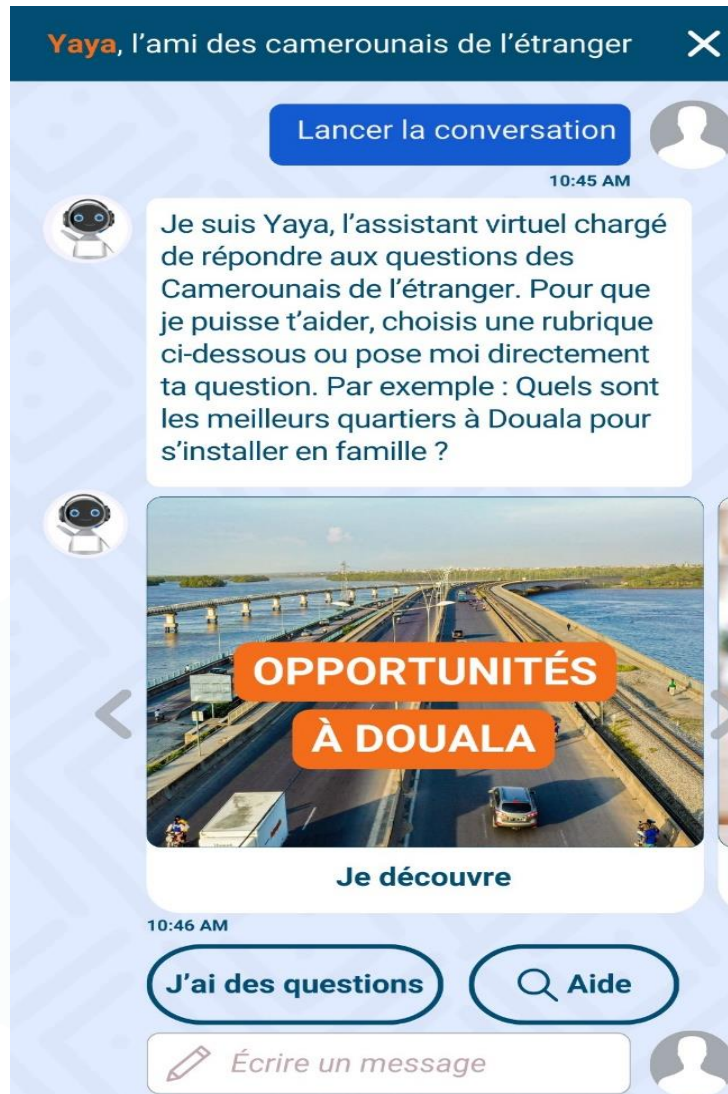 Yaya, l’ami des camerounais de l’étranger
Lancer la conversation
10:45 AM
Je suis Yaya, l’assistant virtuel chargé
de répondre aux questions des
Camerounais de l’étranger. Pour que
je puisse t’aider, choisis une rubrique
ci-dessous ou pose moi directement
ta question. Par exemple : Quels sont
les meilleurs quartiers à Douala pour
s’installer en famille ?
OPPORTUNITÉS
À DOUALA
Je découvre
10:46 AM
J’ai des questions
Aide
Écrire un message